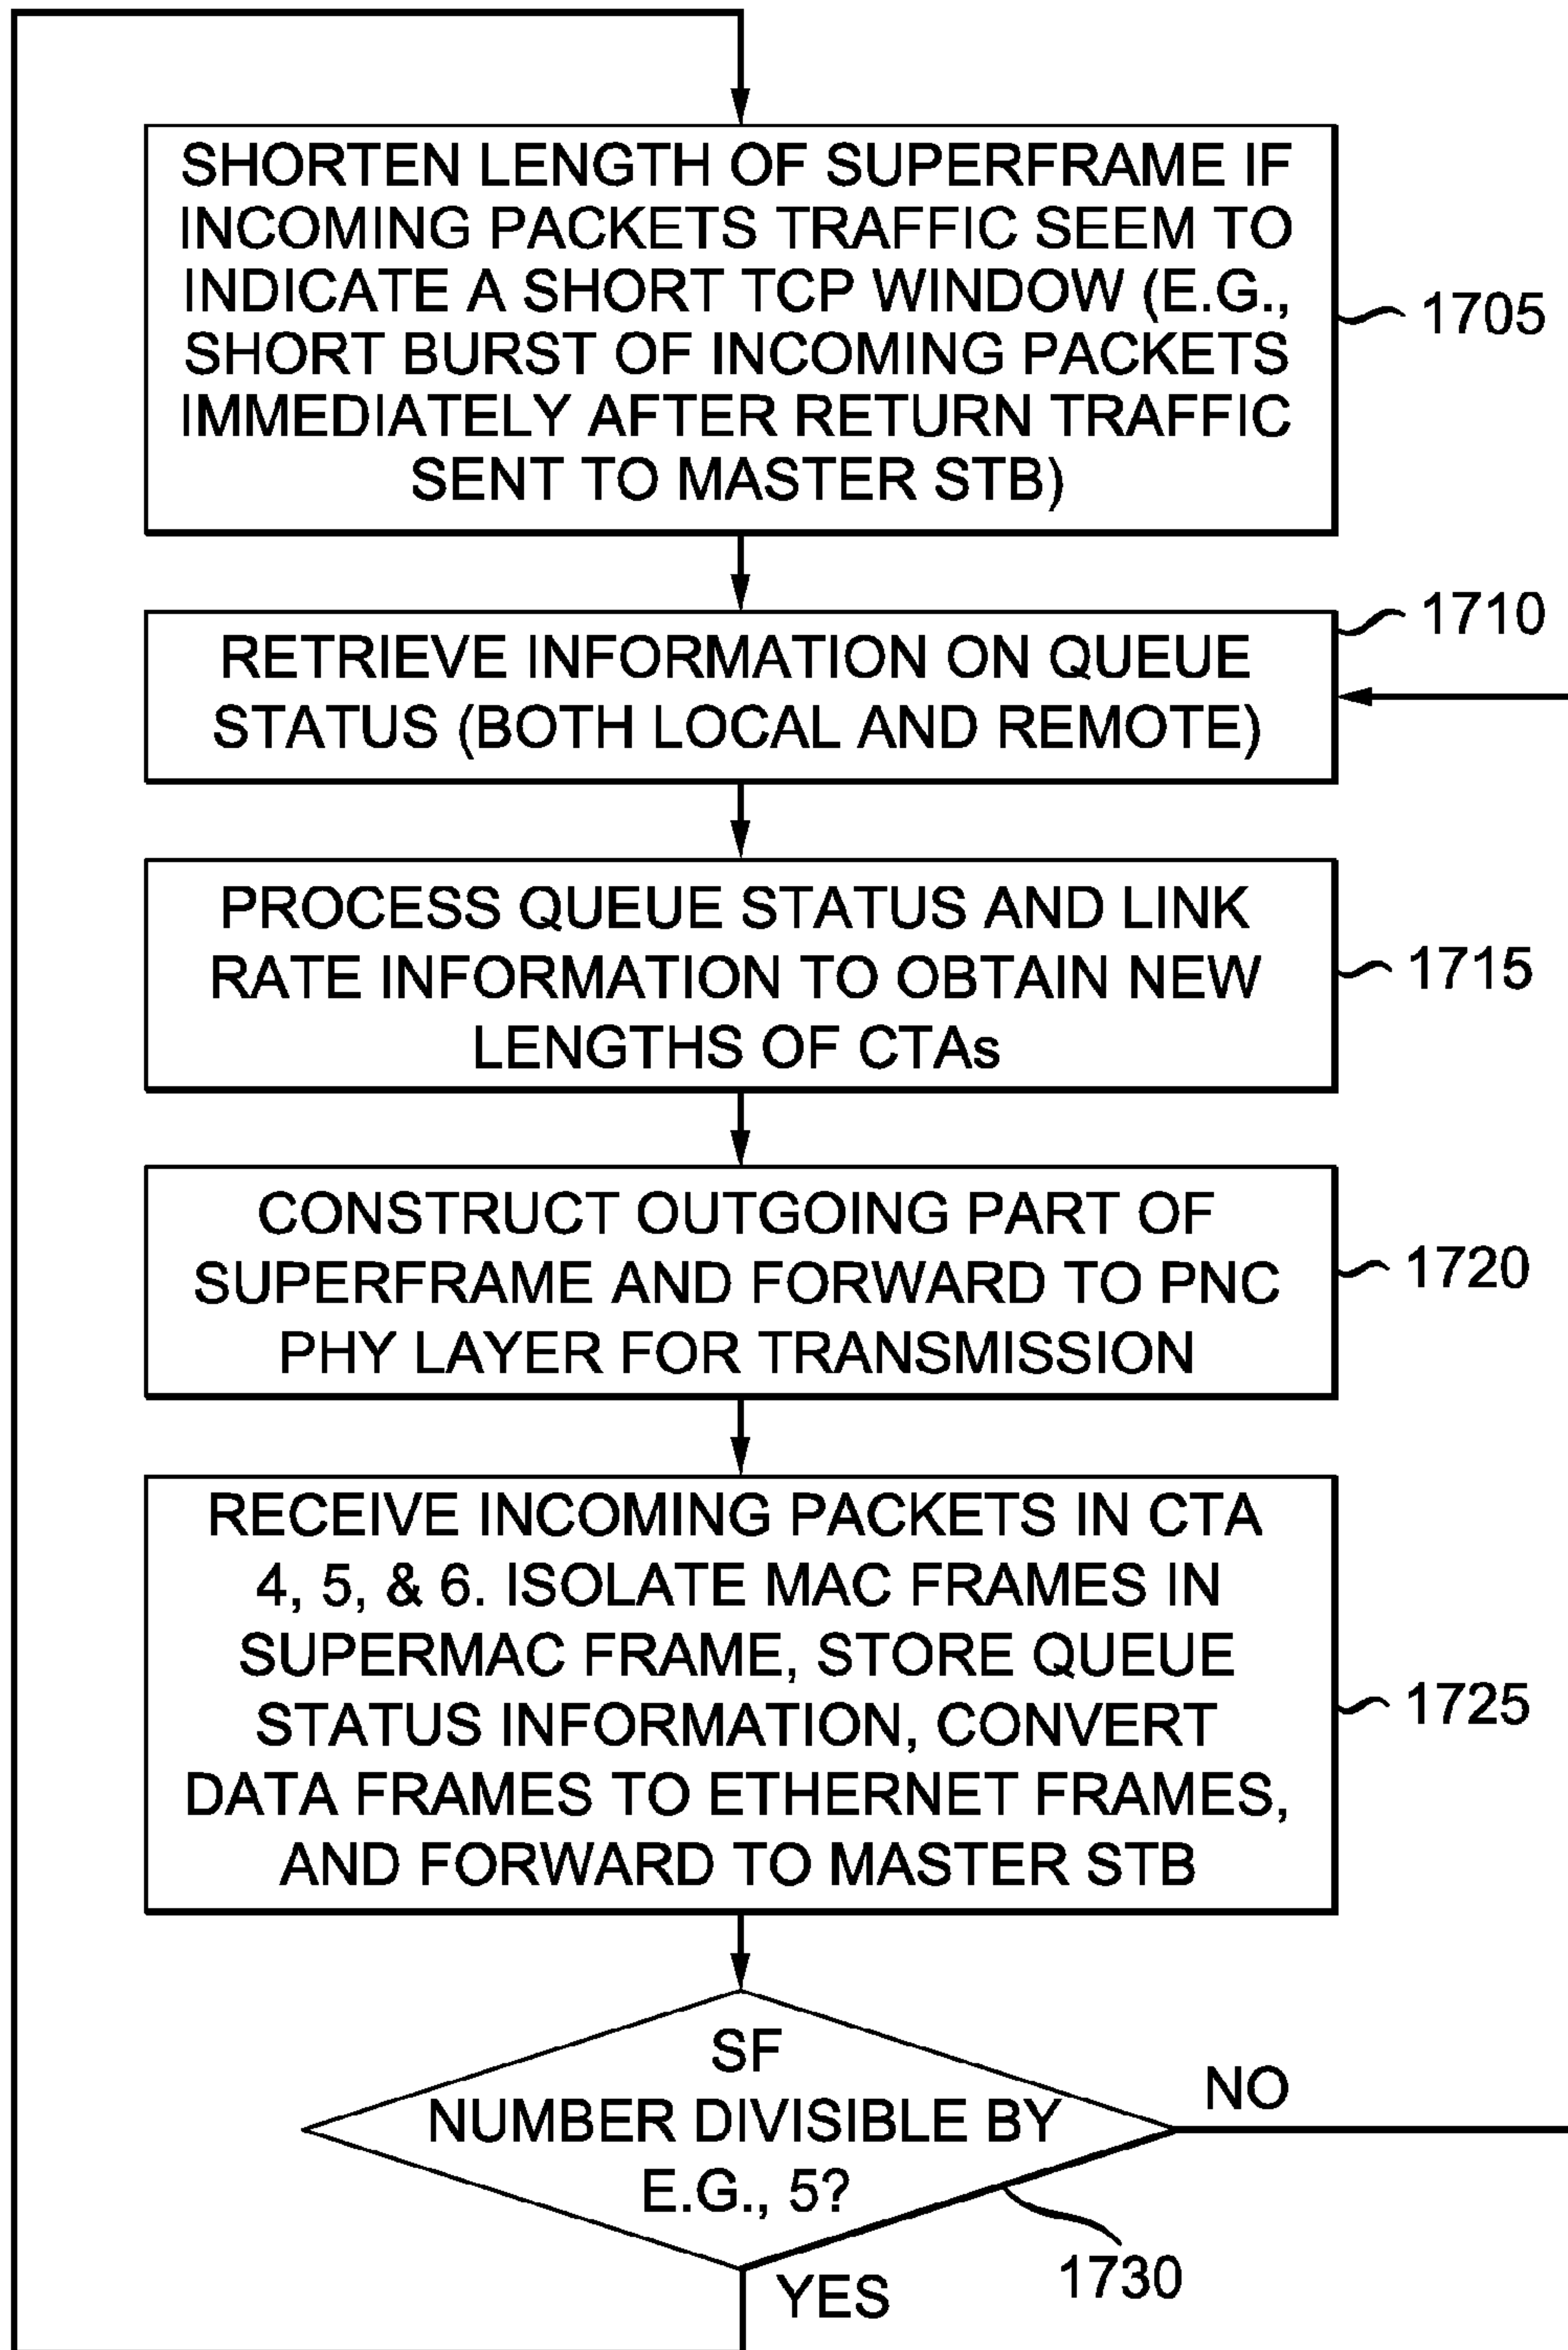 SHORTEN LENGTH OF SUPERFRAME IF
INCOMING PACKETS TRAFFIC SEEM TO
INDICATE A SHORT TCP WINDOW (E.G.,
SHORT BURST OF INCOMING PACKETS
IMMEDIATELY AFTER RETURN TRAFFIC
SENT TO MASTER STB)
1705
1710
RETRIEVE INFORMATION ON QUEUE
STATUS (BOTH LOCAL AND REMOTE)
PROCESS QUEUE STATUS AND LINK
RATE INFORMATION TO OBTAIN NEW
LENGTHS OF CTAs
1715
CONSTRUCT OUTGOING PART OF
SUPERFRAME AND FORWARD TO PNC
PHY LAYER FOR TRANSMISSION
1720
RECEIVE INCOMING PACKETS IN CTA
4, 5, & 6. ISOLATE MAC FRAMES IN
SUPERMAC FRAME, STORE QUEUE
STATUS INFORMATION, CONVERT
DATA FRAMES TO ETHERNET FRAMES,
AND FORWARD TO MASTER STB
1725
SF
NUMBER DIVISIBLE BY
E.G., 5?
NO
1730
YES